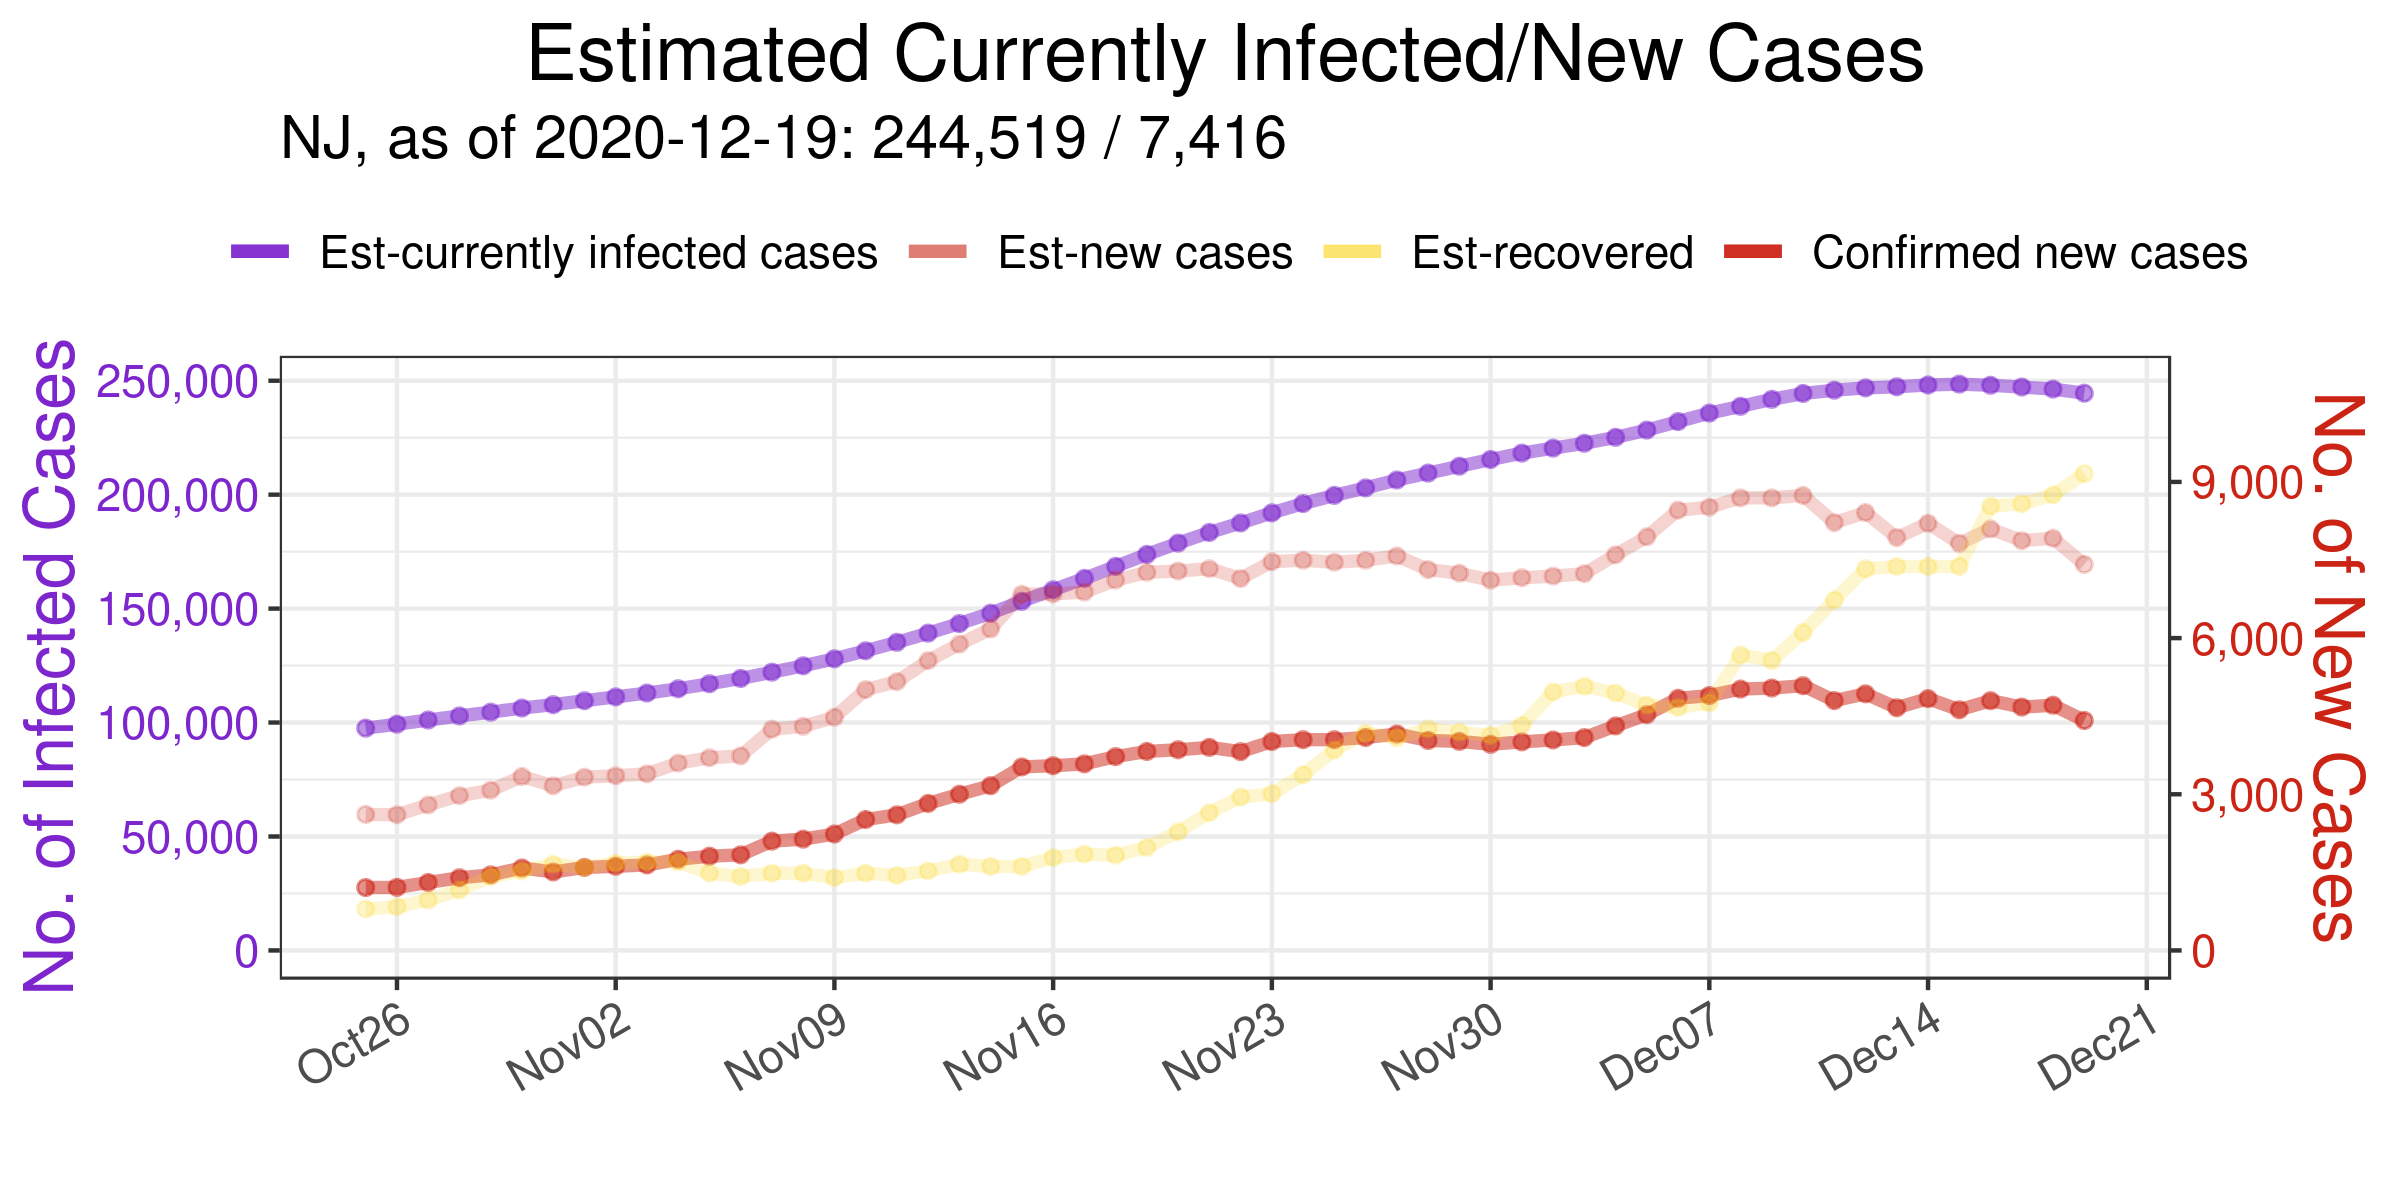 Estimated Currently Infected/New Cases
NJ, as of 2020-12-19: 244,519 / 7,416
Est-currently infected cases Est-new cases Est-recovered Confirmed new cases
No. of Infected Cases
250,000
200,000
150,000
100,000
50,000
0
9,000
6,000
3,000
0
No. of New Cases
Oct26 Nov02 Nov09 Nov16 Nov23 Nov30 Dec07 Dec14 Dec21